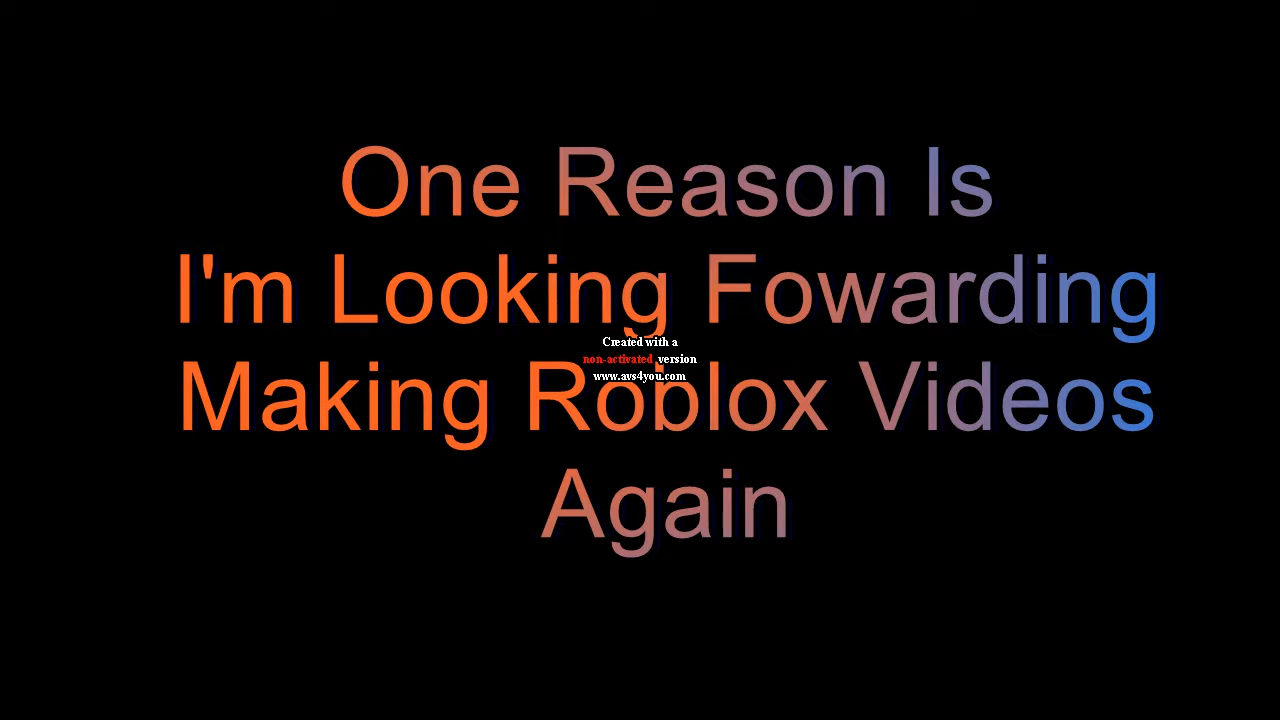 One Reason Is
I'm Looking Fowarding
Created with a
non-activated version
www.avs4you.com
Making Roblox Videos
Again